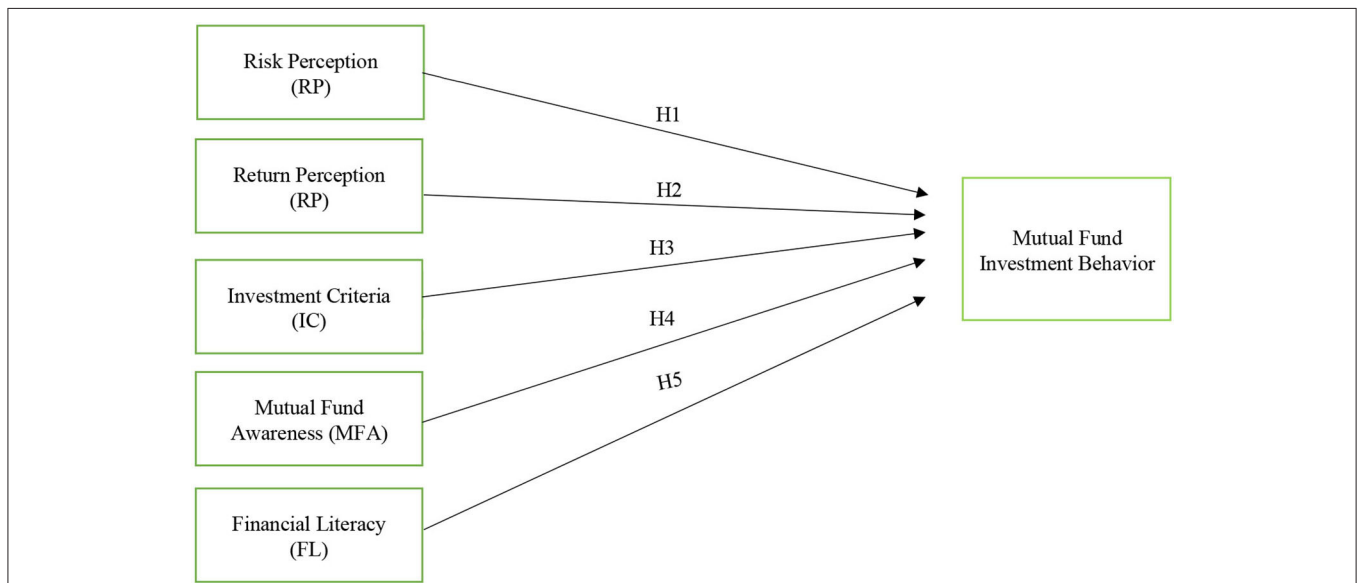 Risk Perception
(RP)
H1
Return Perception
(RP)
H2
Mutual Fund
Investment Behavior
H3
Investment Criteria
(IC)
H4
Mutual Fund
Awareness (MFA)
H5
Financial Literacy
(FL)